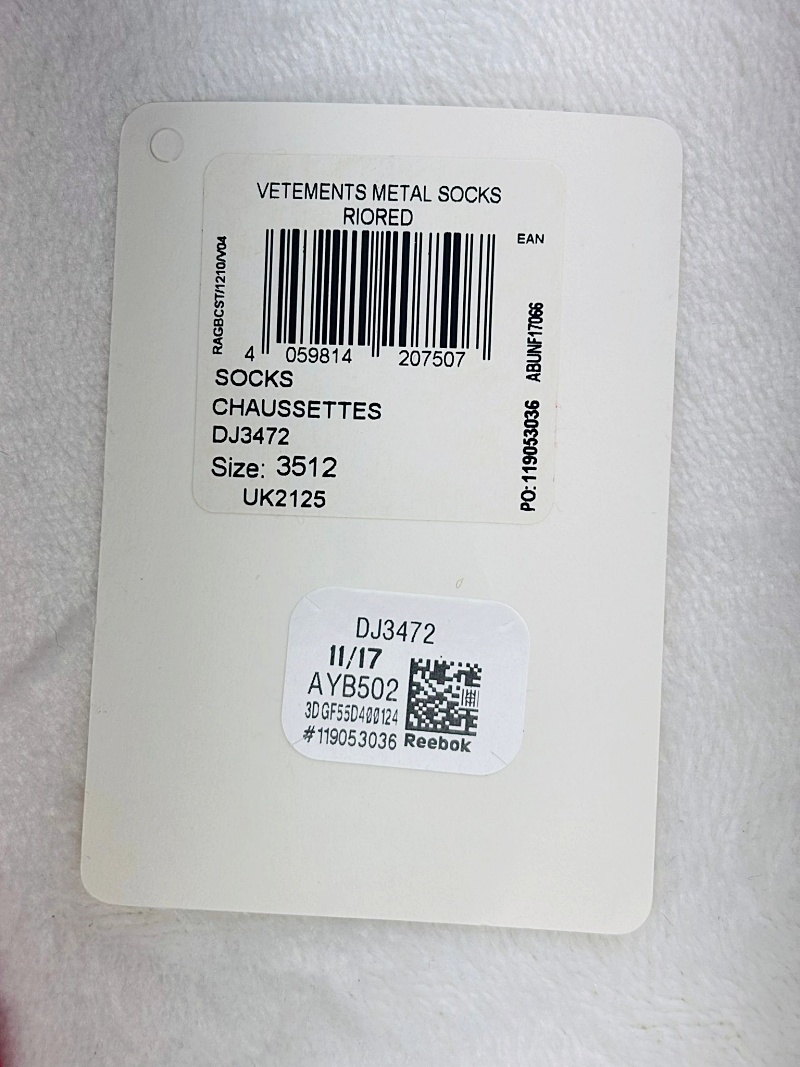 VETEMENTS METAL SOCKS
RIORED
EAN
RAGBCST/1210/V04
4 059814 207507
ABUNF17066
PO:119053036
SOCKS
CHAUSSETTES
DJ3472
Size: 3512
UK2125
DJ3472
11/17
AYB502
3DGF55D400124
#119053036
Reebok